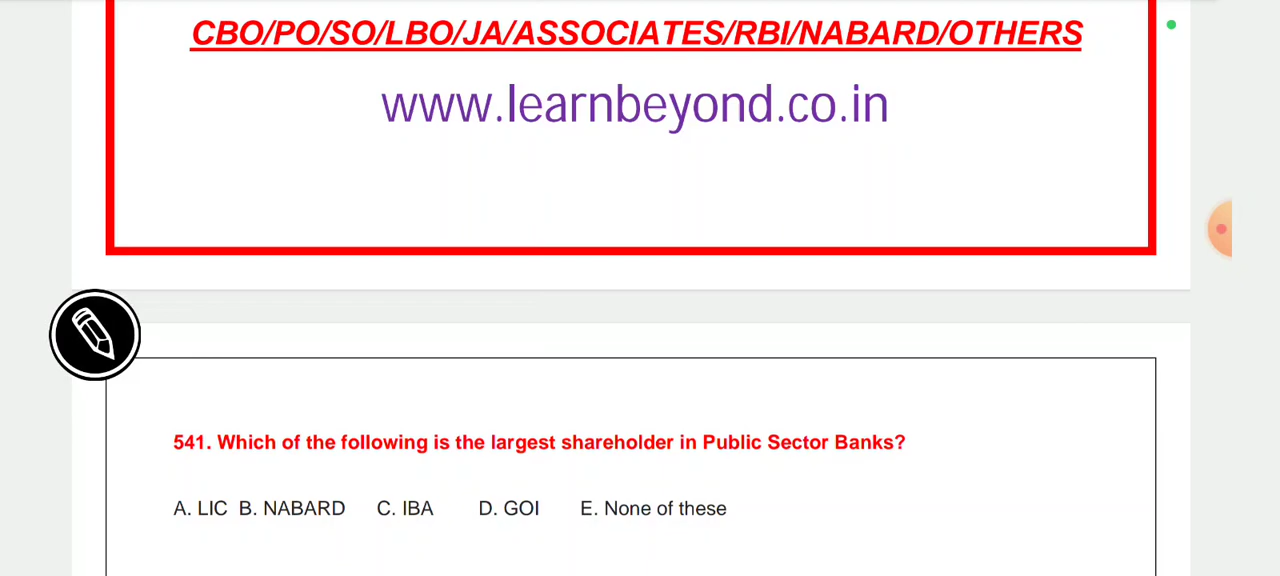 CBO/PO/SO/LBO/JA/ASSOCIATES/RBI/NABARD/OTHERS
www.learnbeyond.co.in
541. Which of the following is the largest shareholder in Public Sector Banks?
A. LIC B. NABARD C. IBA D. GOI E. None of these